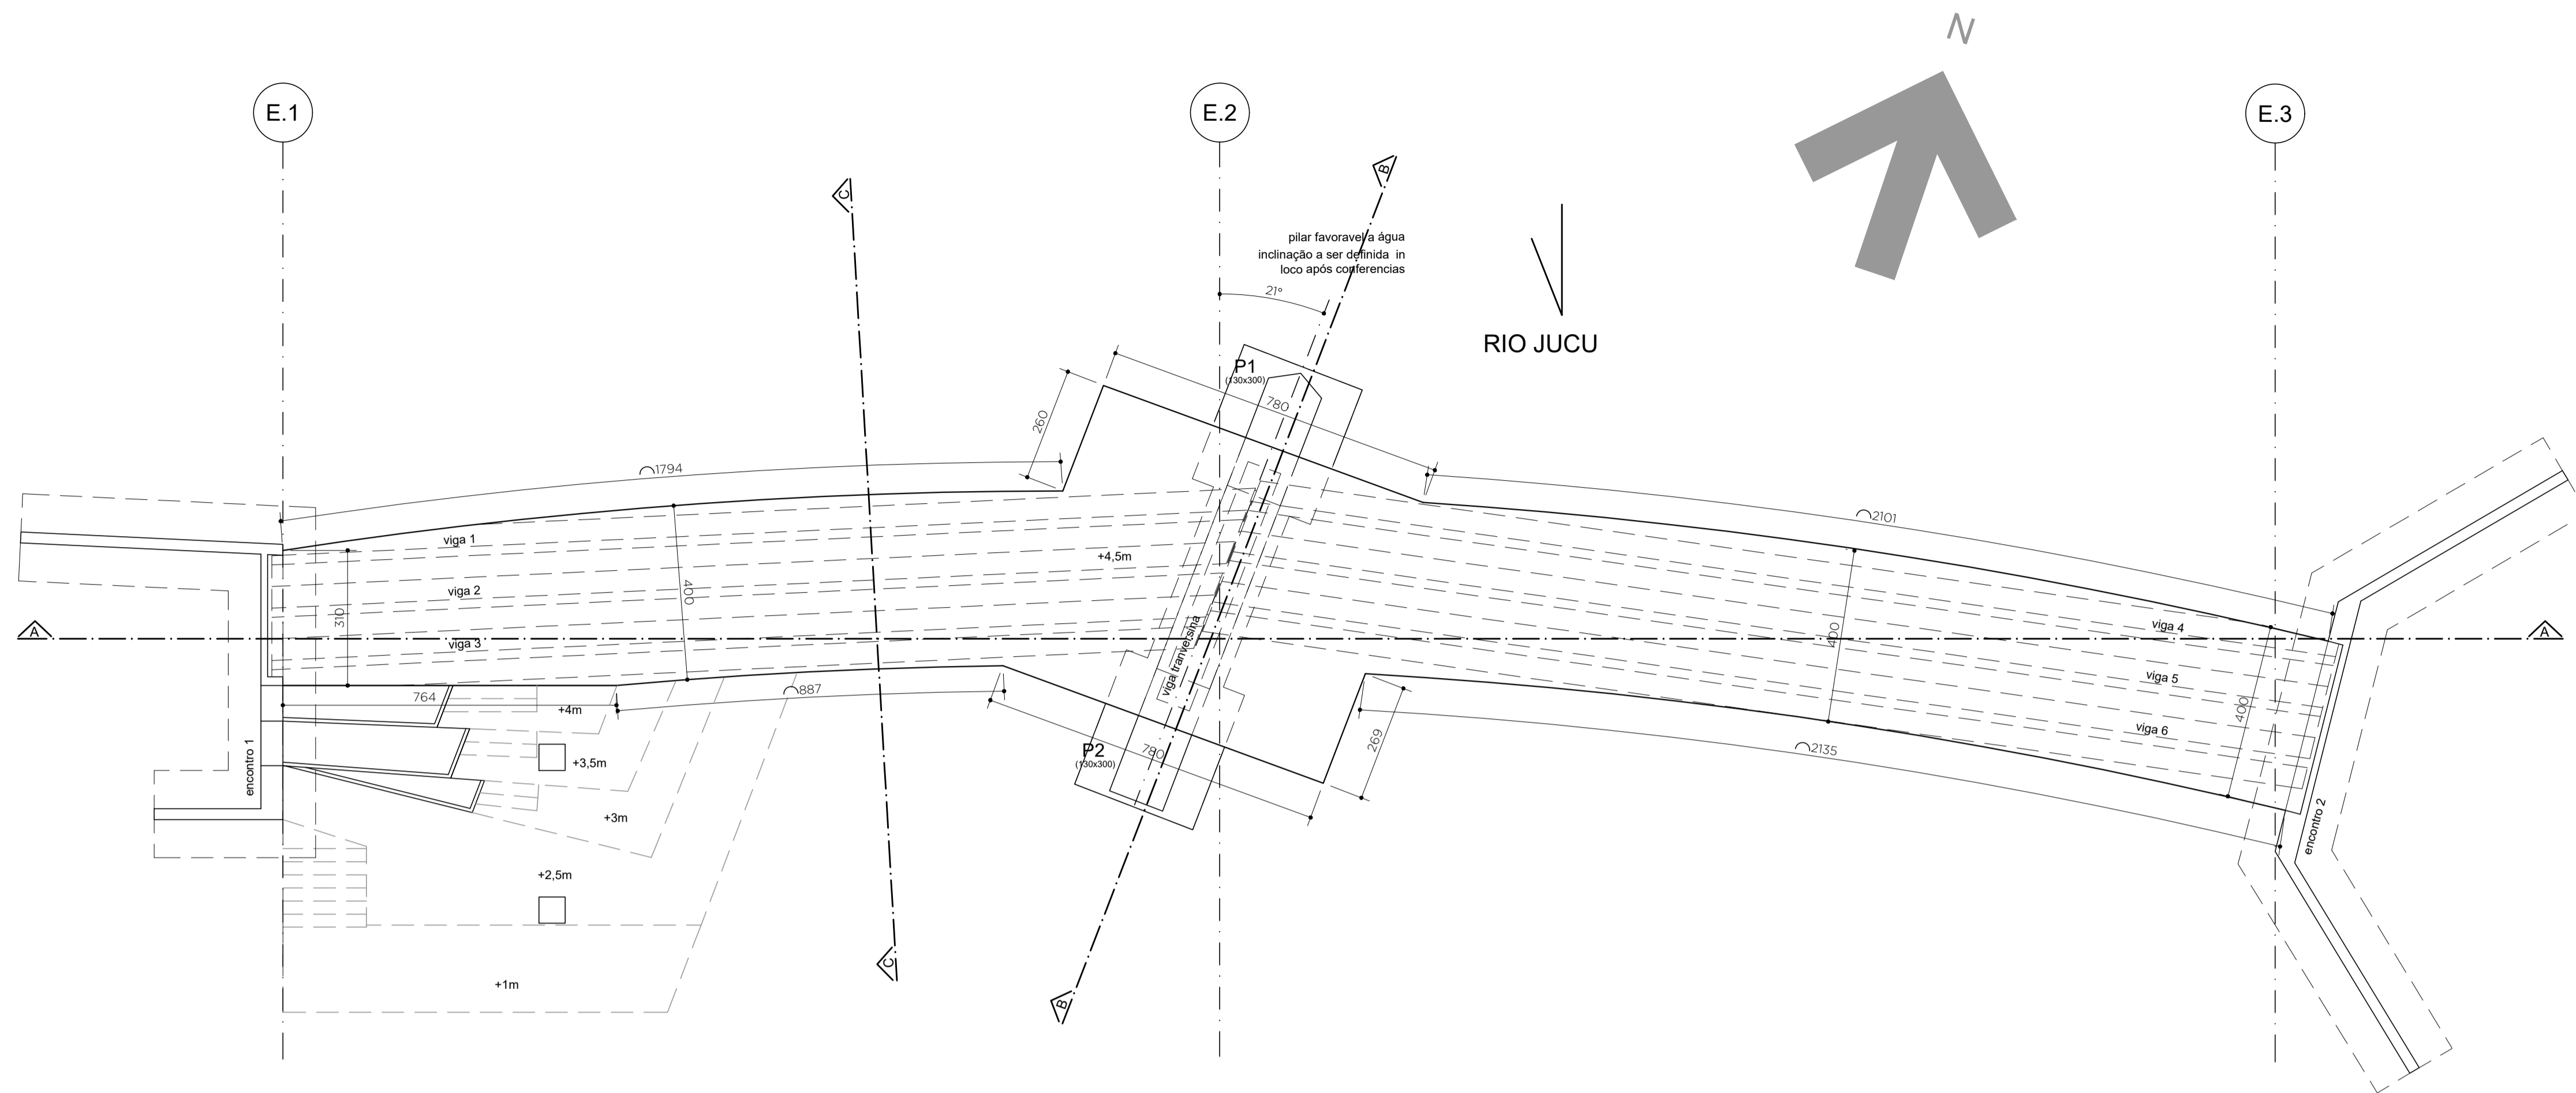 N
E.1
E.2
E.3
C
B
pilar favoravel a água
inclinação a ser definida in
loco após conferencias
21°
RIO JUCU
P1
(130x300)
780
260
1794
2101
viga 1
+4,5m
viga 2
400
310
viga 3
A
A
viga 4
400
viga 5
400
viga 6
viga tranversina
764
887
+4m
+3,5m
+3m
+2,5m
+1m
encontro 1
P2
(130x300)
780
269
2135
encontro 2
C
B